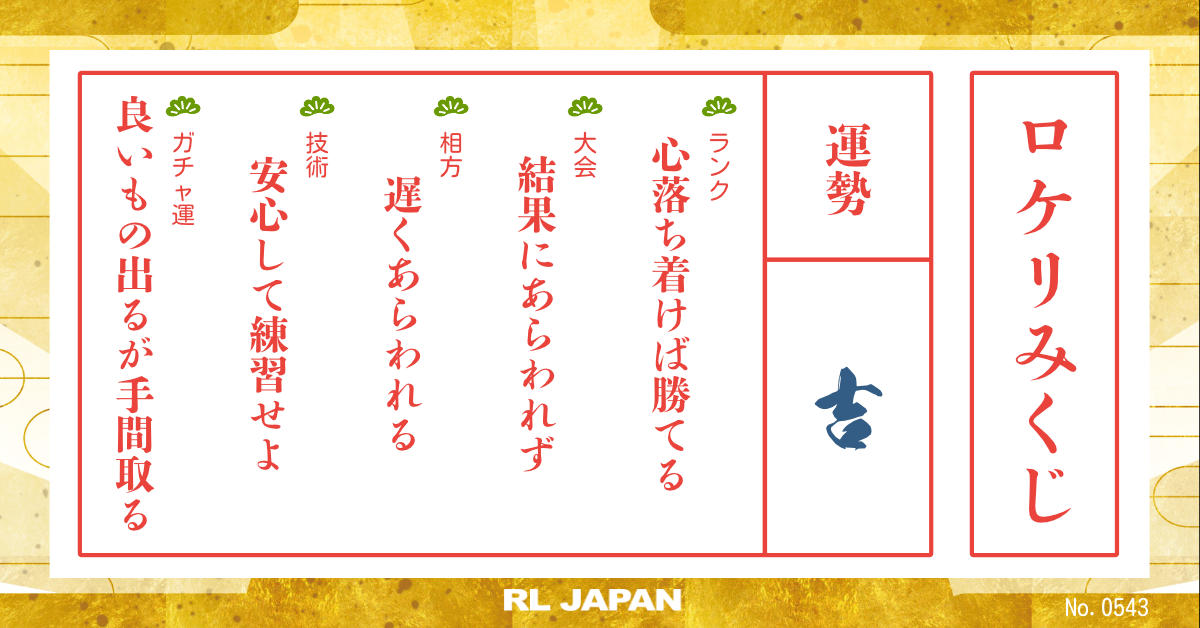 ロケリみくじ
運勢
吉
ランク
心落ち着けば勝てる
大会
結果にあらわれず
相方
遅くあらわれる
技術
安心して練習せよ
ガチャ運
良いもの出るが手間取る
RL JAPAN
No. 0543